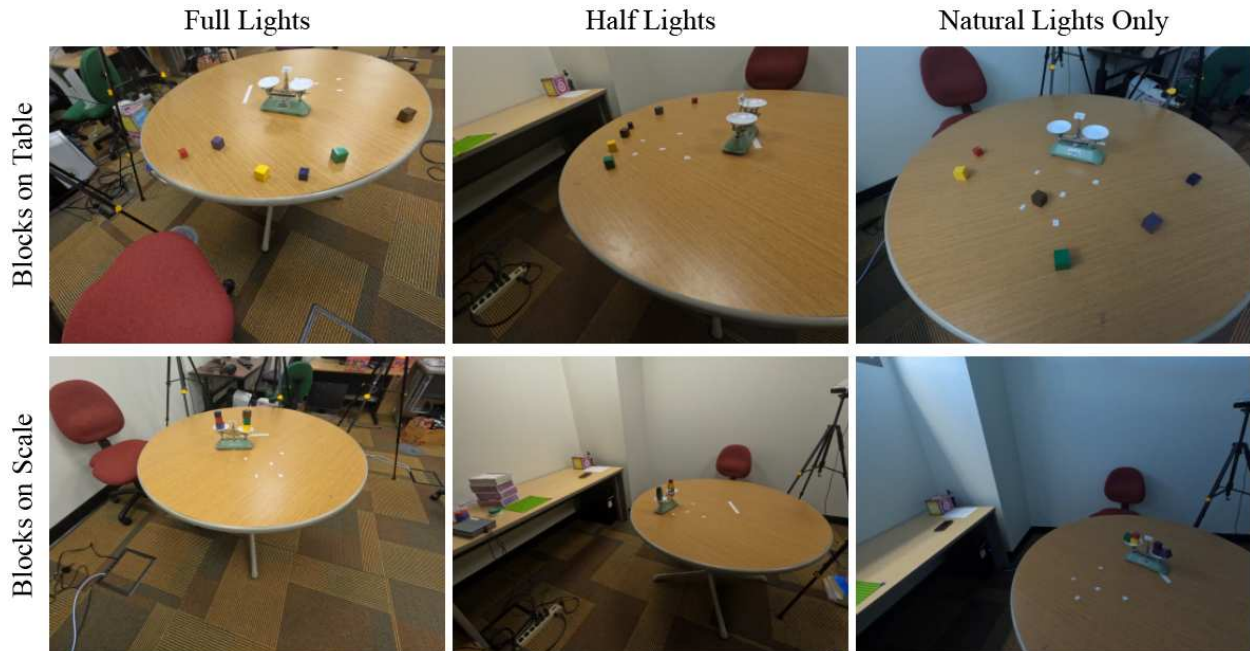 Full Lights
Half Lights
Natural Lights Only
Blocks on Table
Blocks on Scale